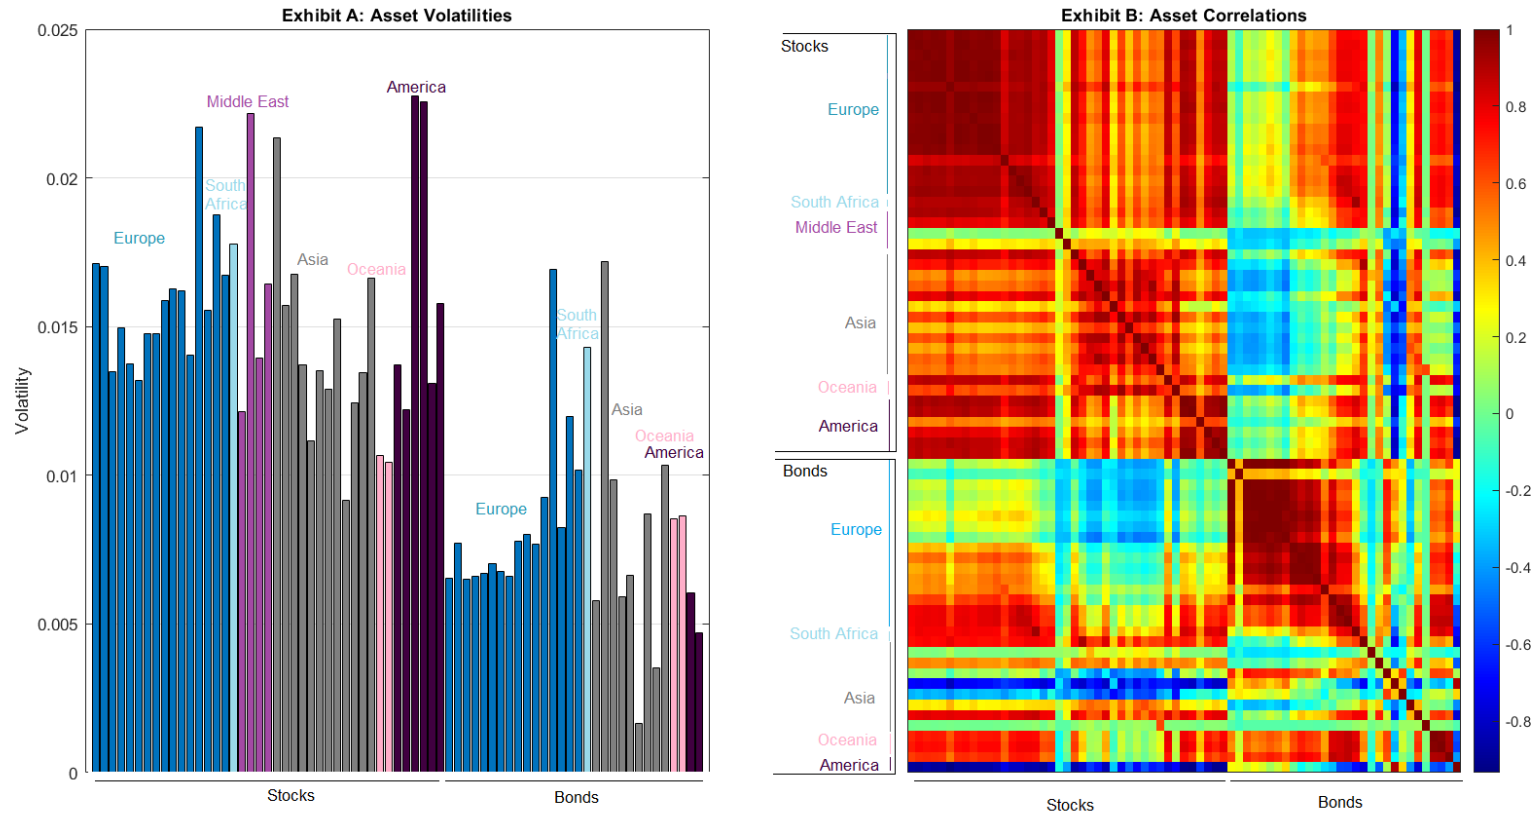 Exhibit A: Asset Volatilities
0.025
0.02
0.015
0.01
0.005
0
Volatility
Europe
South
Africa
Middle East
Asia
Oceania
America
Europe
South
Africa
Asia
Oceania
America
Stocks
Bonds
Exhibit B: Asset Correlations
Stocks
Europe
South Africa
Middle East
Asia
Oceania
America
Bonds
Europe
South Africa
Asia
Oceania
America
Stocks
Bonds
1
0.8
0.6
0.4
0.2
0
-0.2
-0.4
-0.6
-0.8